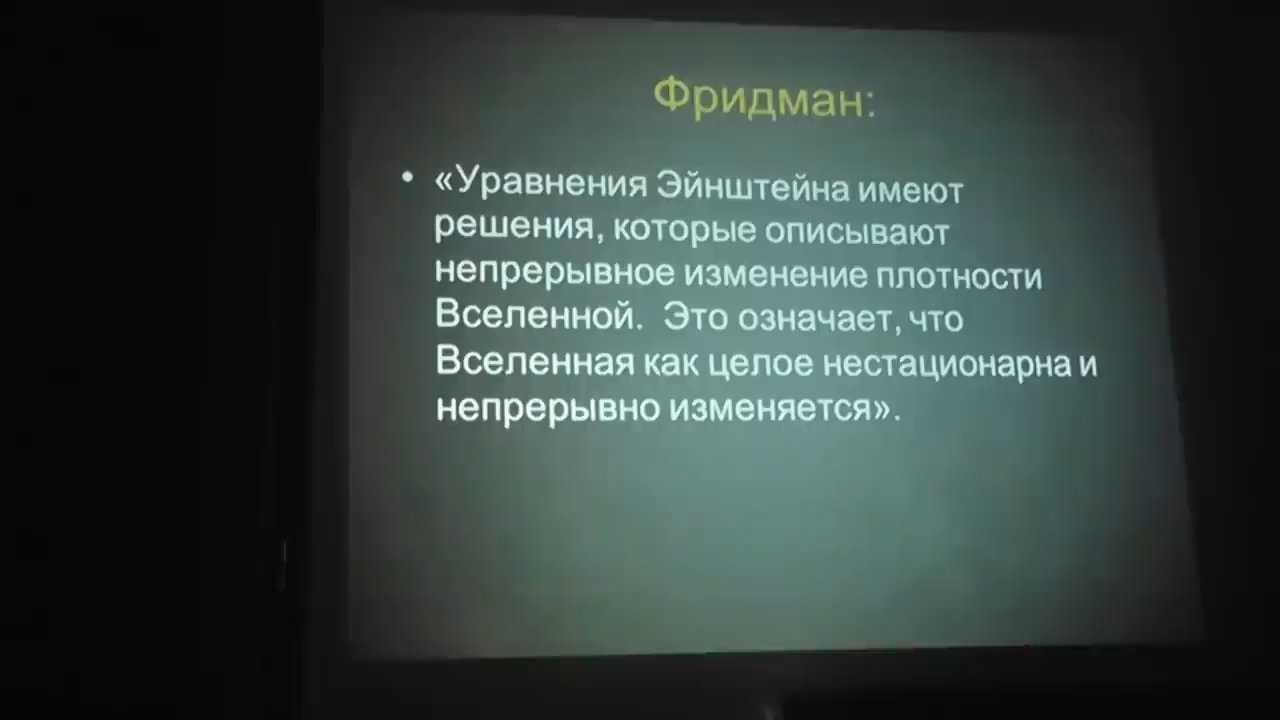 Фридман:
• «Уравнения Эйнштейна имеют
решения, которые описывают
непрерывное изменение плотности
Вселенной. Это означает, что
Вселенная как целое нестационарна и
непрерывно изменяется».